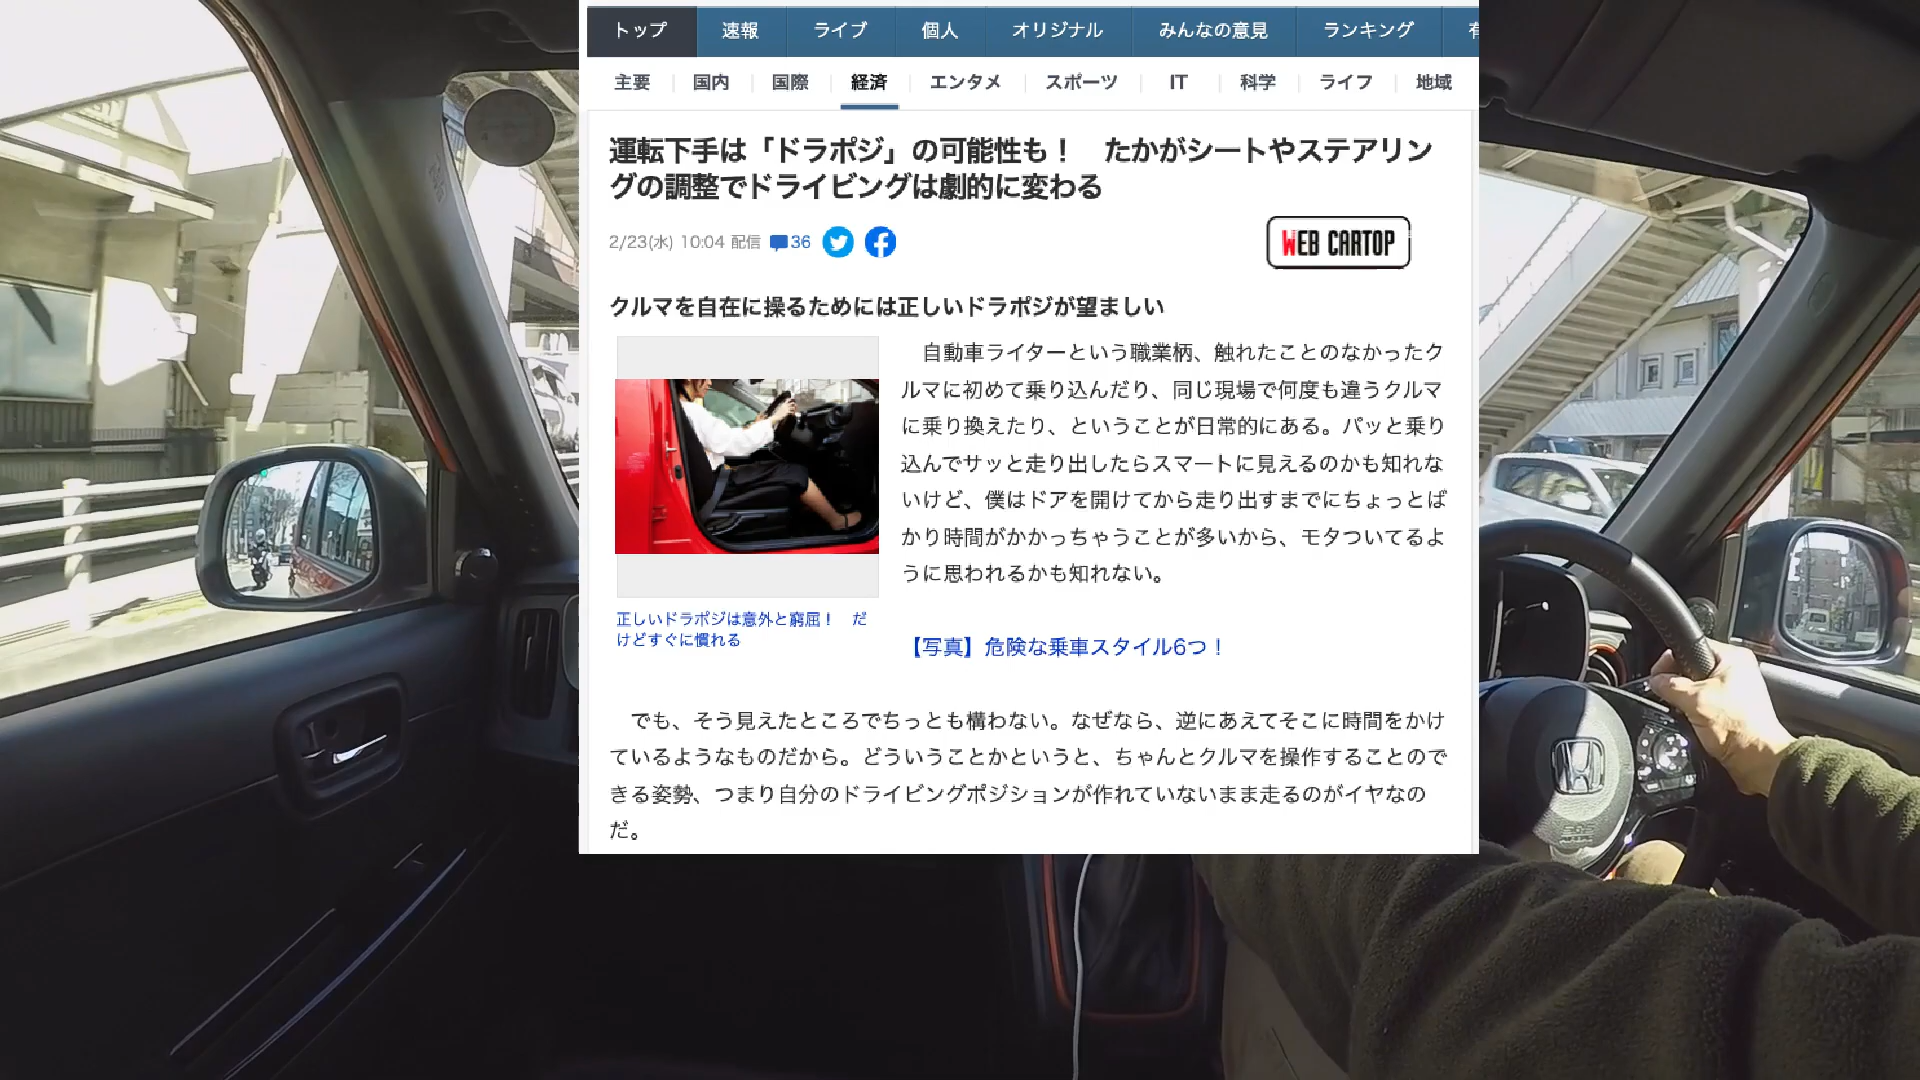 トップ 速報 ライブ 個人 オリジナル みんなの意見 ランキング
主要 国内 国際 経済 エンタメ スポーツ IT 科学 ライフ 地域
運転下手は「ドラポジ」の可能性も！　たかがシートやステアリン
グの調整でドライビングは劇的に変わる
2/23(水) 10:04 配信 36
WEB CARTOP
クルマを自在に操るためには正しいドラポジが望ましい
自動車ライターという職業柄、触れたことのなかったク
ルマに初めて乗り込んだり、同じ現場で何度も違うクルマ
に乗り換えたり、ということが日常的にある。パッと乗り
込んでサッと走り出したらスマートに見えるのかも知れな
いけど、僕はドアを開けてから走り出すまでにちょっとば
かり時間がかかっちゃうことが多いから、モタついてるよ
うに思われるかも知れない。
正しいドラポジは意外と窮屈！　だ
けどすぐに慣れる
【写真】危険な乗車スタイル6つ！
でも、そう見えたところでちっとも構わない。なぜなら、逆にあえてそこに時間をかけ
ているようなものだから。どういうことかというと、ちゃんとクルマを操作することので
きる姿勢、つまり自分のドライビングポジションが作れていないまま走るのがイヤなの
だ。